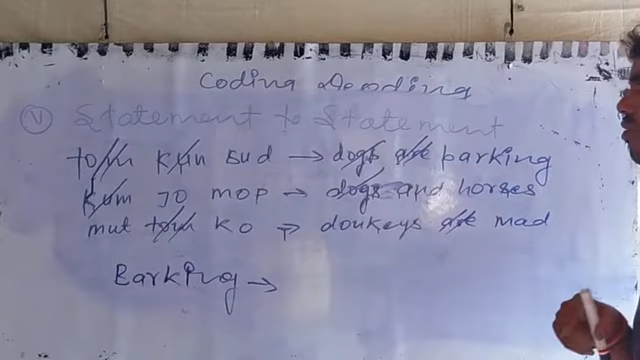 Coding Decoding
V Statement to Statement
tom kun sud → dogs are barking
kum jo mop → dogs and horses
mut tom ko → donkeys are mad
Barking →